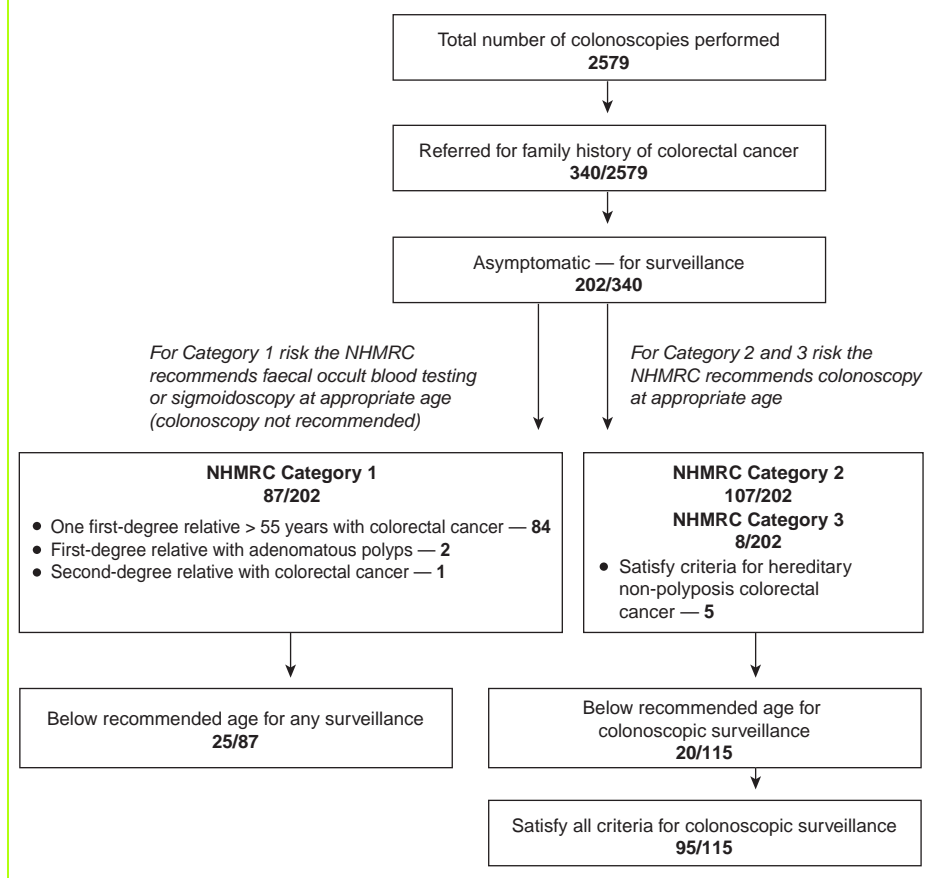 Total number of colonoscopies performed
2579
Referred for family history of colorectal cancer
340/2579
Asymptomatic — for surveillance
202/340
For Category 1 risk the NHMRC
recommends faecal occult blood testing
or sigmoidoscopy at appropriate age
(colonoscopy not recommended)
For Category 2 and 3 risk the
NHMRC recommends colonoscopy
at appropriate age
NHMRC Category 1
87/202
• One first-degree relative > 55 years with colorectal cancer — 84
• First-degree relative with adenomatous polyps — 2
• Second-degree relative with colorectal cancer — 1
NHMRC Category 2
107/202
NHMRC Category 3
8/202
• Satisfy criteria for hereditary
non-polyposis colorectal
cancer — 5
Below recommended age for any surveillance
25/87
Below recommended age for
colonoscopic surveillance
20/115
Satisfy all criteria for colonoscopic surveillance
95/115